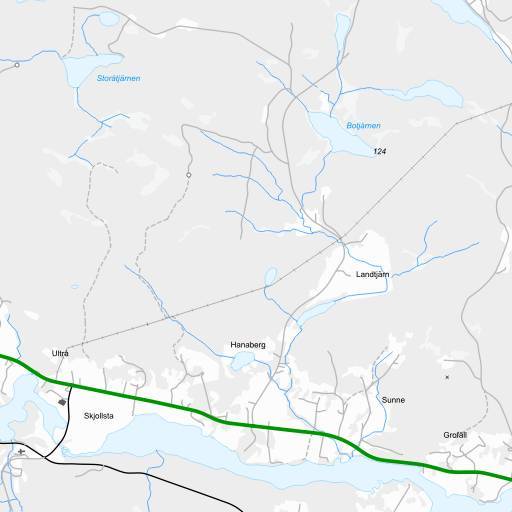 Storåtjärnen
Botjärnen
124
Landtjärn
Hanaberg
Ultrå
Sunne
Skjollsta
Grofäll